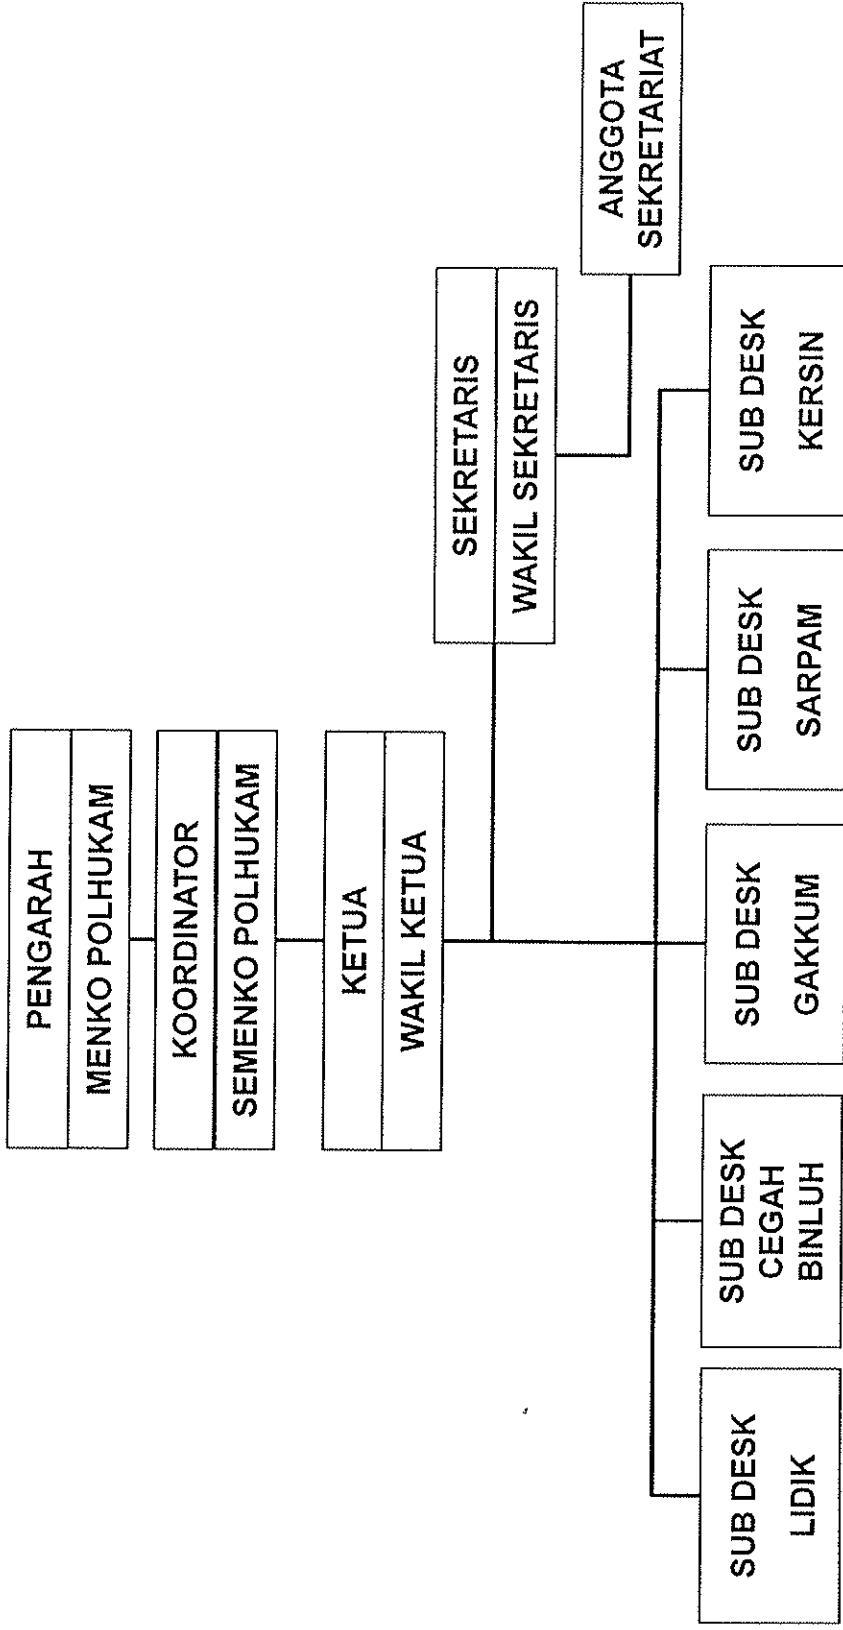 PENGARAH
MENKO POLHUKAM
KOORDINATOR
SEMENKO POLHUKAM
KETUA
WAKIL KETUA
SEKRETARIS
WAKIL SEKRETARIS
ANGGOTA
SEKRETARIAT
SUB DESK
LIDIK
SUB DESK
CEGAH
BINLUH
SUB DESK
GAKKUM
SUB DESK
SARPAM
SUB DESK
KERSIN